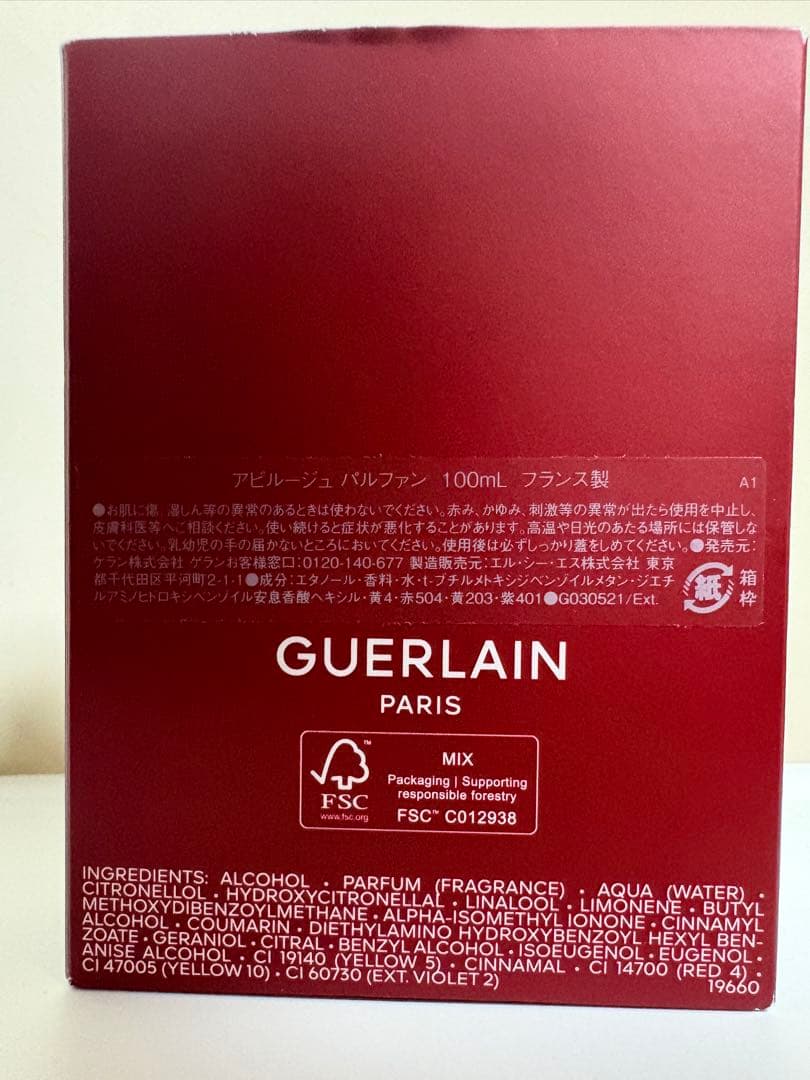 アビルージュ パルファン 100mL フランス製
A1
●お肌に傷、湿しん等の異常のあるときは使わないでください。赤み、かゆみ、刺激等の異常が出たら使用を中止し、
皮膚科医等へご相談ください。使い続けると症状が悪化することがあります。高温や日光のあたる場所には保管しな
いでください。乳幼児の手の届かないところにおいてください。使用後は必ずしっかり蓋をしめてください。●発売元:
ゲラン株式会社 ゲランお客様窓口:0120-140-677 製造販売元:エル・シー・エス株式会社 東京
都千代田区平河町2-1-1●成分:エタノール・香料・水・t-ブチルメトキシジベンゾイルメタン・ジエチ
ルアミノヒドロキシベンゾイル安息香酸ヘキシル・黄4・赤504・黄203・紫401●G030521/Ext.
紙
箱
枠
GUERLAIN
PARIS
FSC
www.fsc.org
MIX
Packaging | Supporting
responsible forestry
FSC™ C012938
INGREDIENTS: ALCOHOL • PARFUM (FRAGRANCE) • AQUA (WATER) •
CITRONELLOL • HYDROXYCITRONELLAL • LINALOOL • LIMONENE • BUTYL
METHOXYDIBENZOYLMETHANE • ALPHA-ISOMETHYL IONONE • CINNAMYL
ALCOHOL • COUMARIN • DIETHYLAMINO HYDROXYBENZOYL HEXYL BEN-
ZOATE • GERANIOL • CITRAL • BENZYL ALCOHOL • ISOEUGENOL • EUGENOL •
ANISE ALCOHOL • CI 19140 (YELLOW 5) • CINNAMAL • CI 14700 (RED 4) •
CI 47005 (YELLOW 10) • CI 60730 (EXT. VIOLET 2)
19660